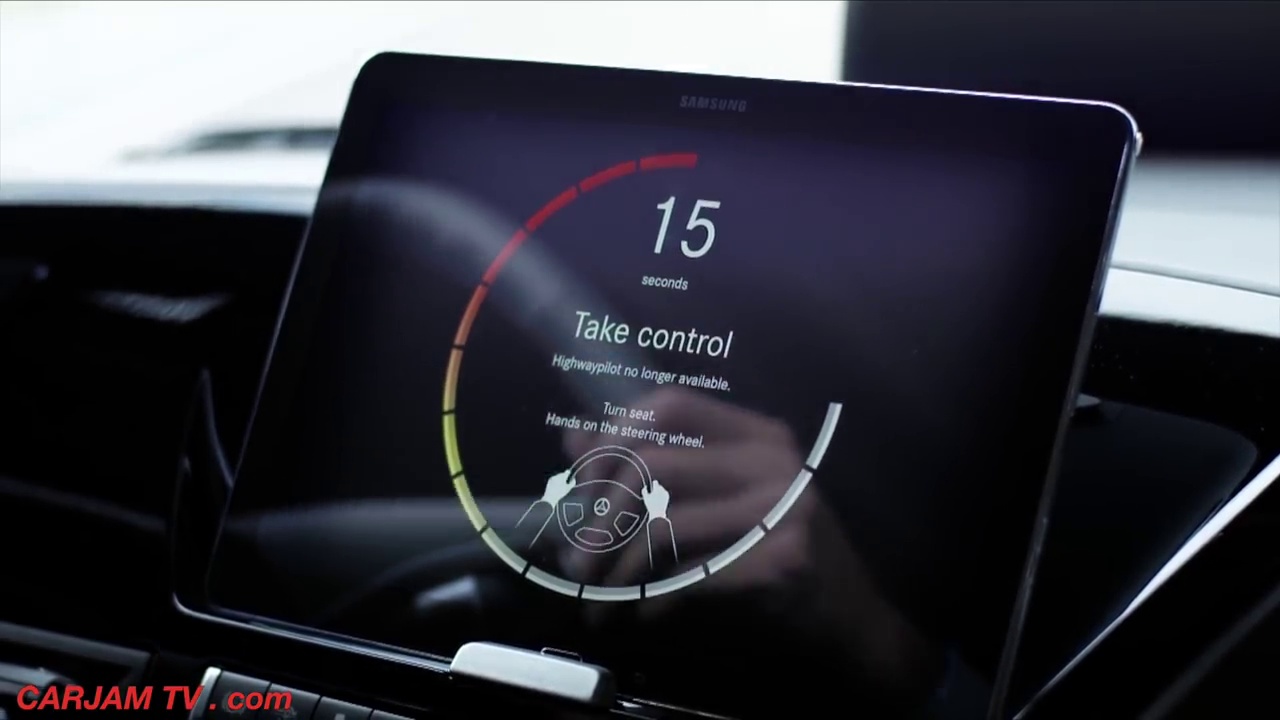 SAMSUNG
15
seconds
Take control
Highwaypilot no longer available.
Turn seat.
Hands on the steering wheel.
CARJAM TV . com